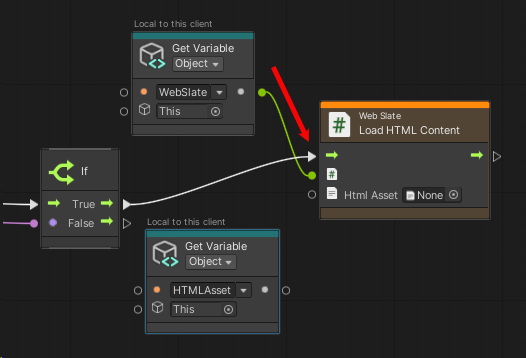 Local to this client
Get Variable
Object
WebSlate
This
Web Slate
Load HTML Content
#
#
Html Asset
None
If
True
False
Local to this client
Get Variable
Object
HTMLAsset
This